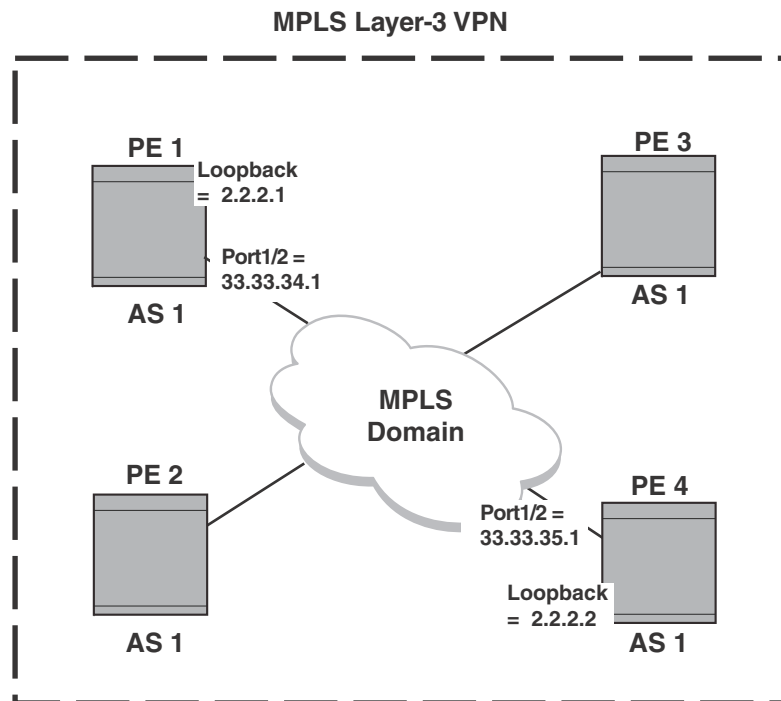 MPLS Layer-3 VPN
PE 1
Loopback
= 2.2.2.1
Port1/2 =
33.33.34.1
AS 1
PE 3
AS 1
MPLS
Domain
PE 2
AS 1
PE 4
Port1/2 =
33.33.35.1
Loopback
= 2.2.2.2
AS 1